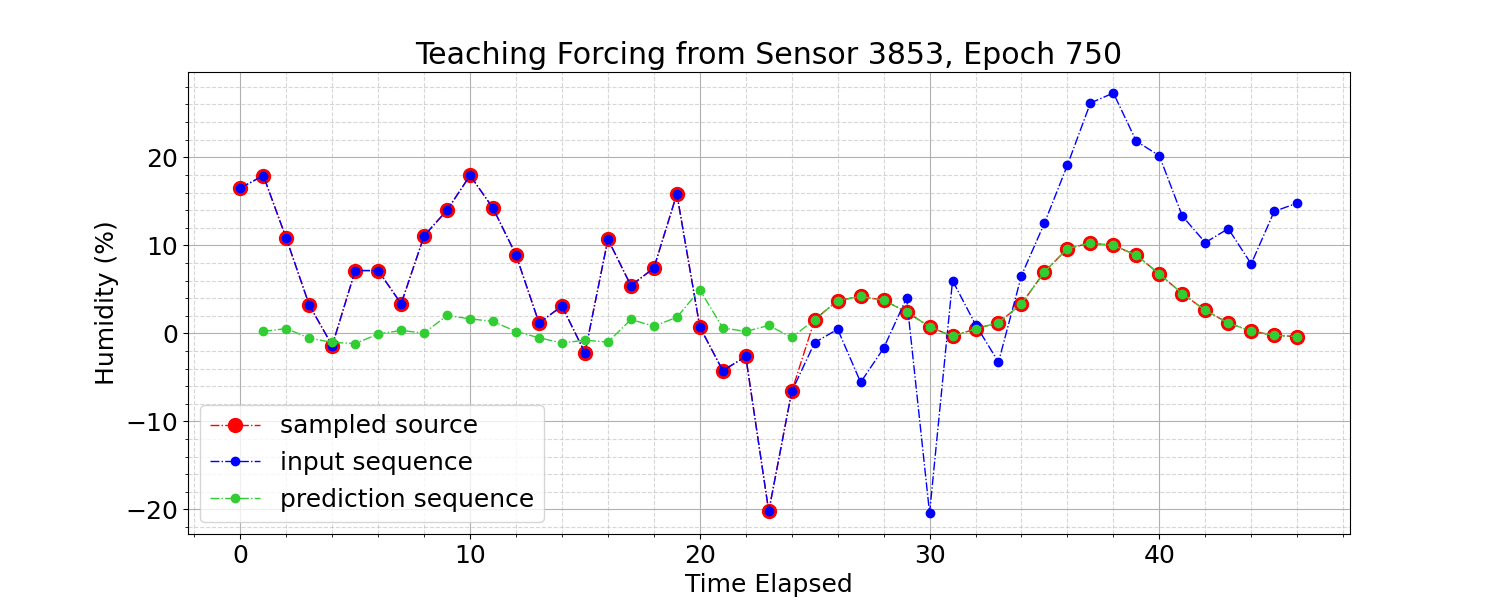 Teaching Forcing from Sensor 3853, Epoch 750
Humidity (%)
20
10
0
−10
−20
sampled source
input sequence
prediction sequence
0 10 20 30 40
Time Elapsed